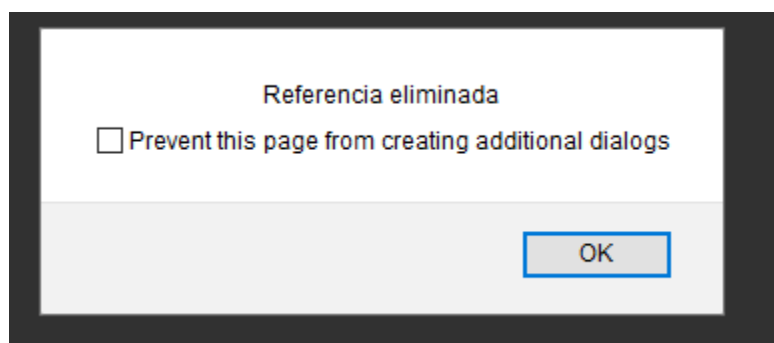 Referencia eliminada
Prevent this page from creating additional dialogs
OK